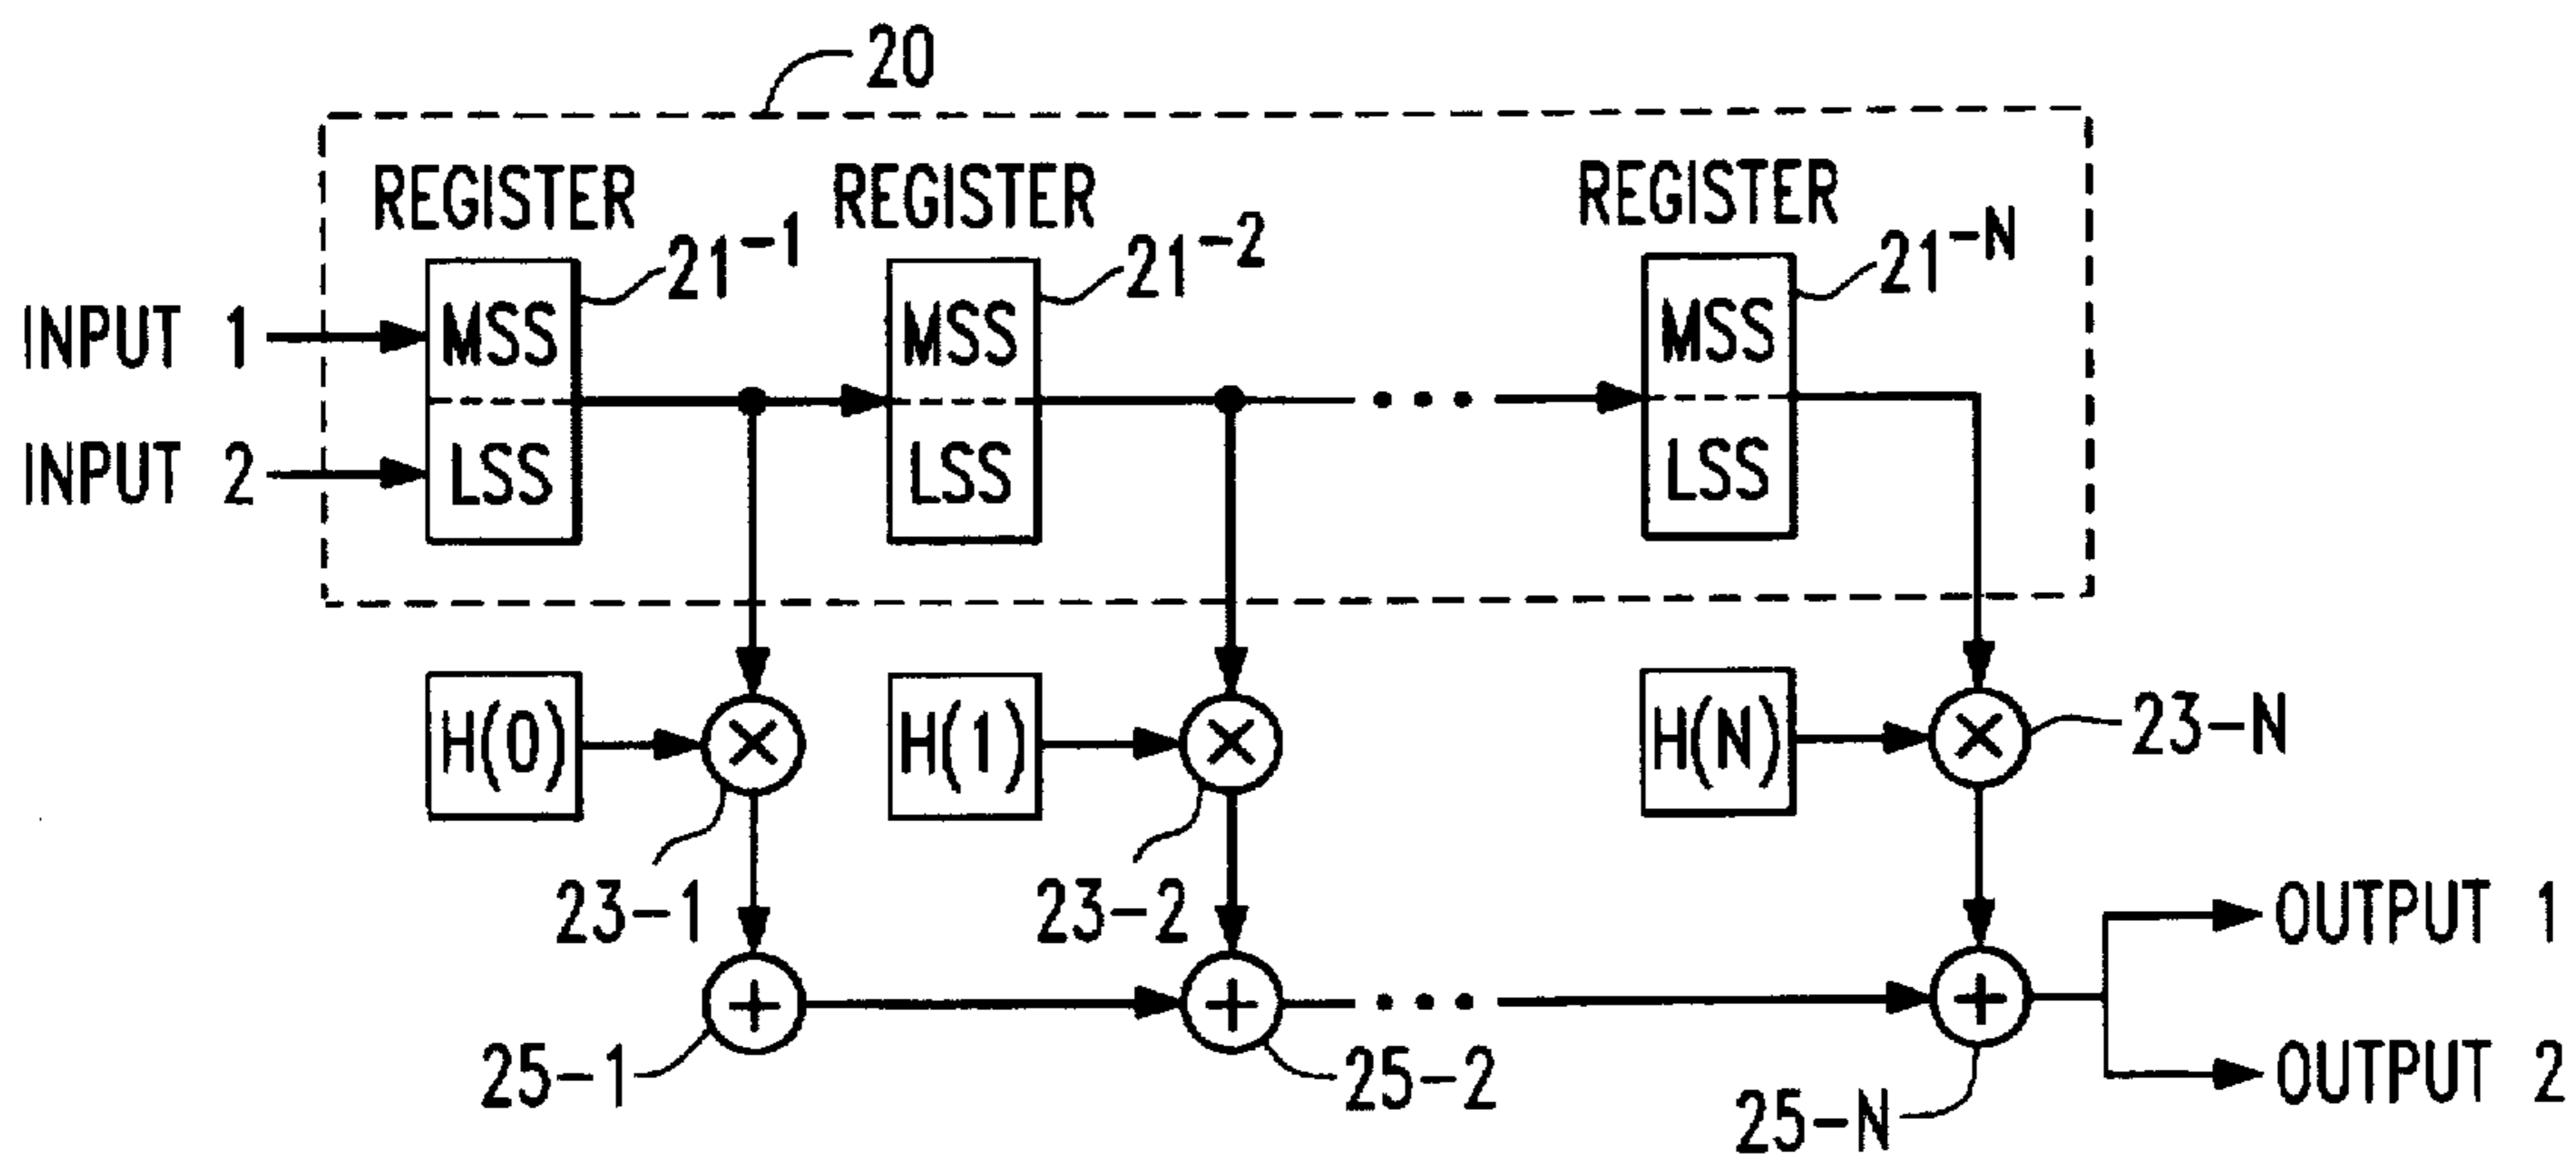 20
REGISTER REGISTER REGISTER
21-1 21-2 21-N
INPUT 1 MSS MSS MSS
INPUT 2 LSS LSS LSS
H(0) H(1) H(N) 23-N
23-1 23-2 OUTPUT 1
25-1 25-2 25-N OUTPUT 2